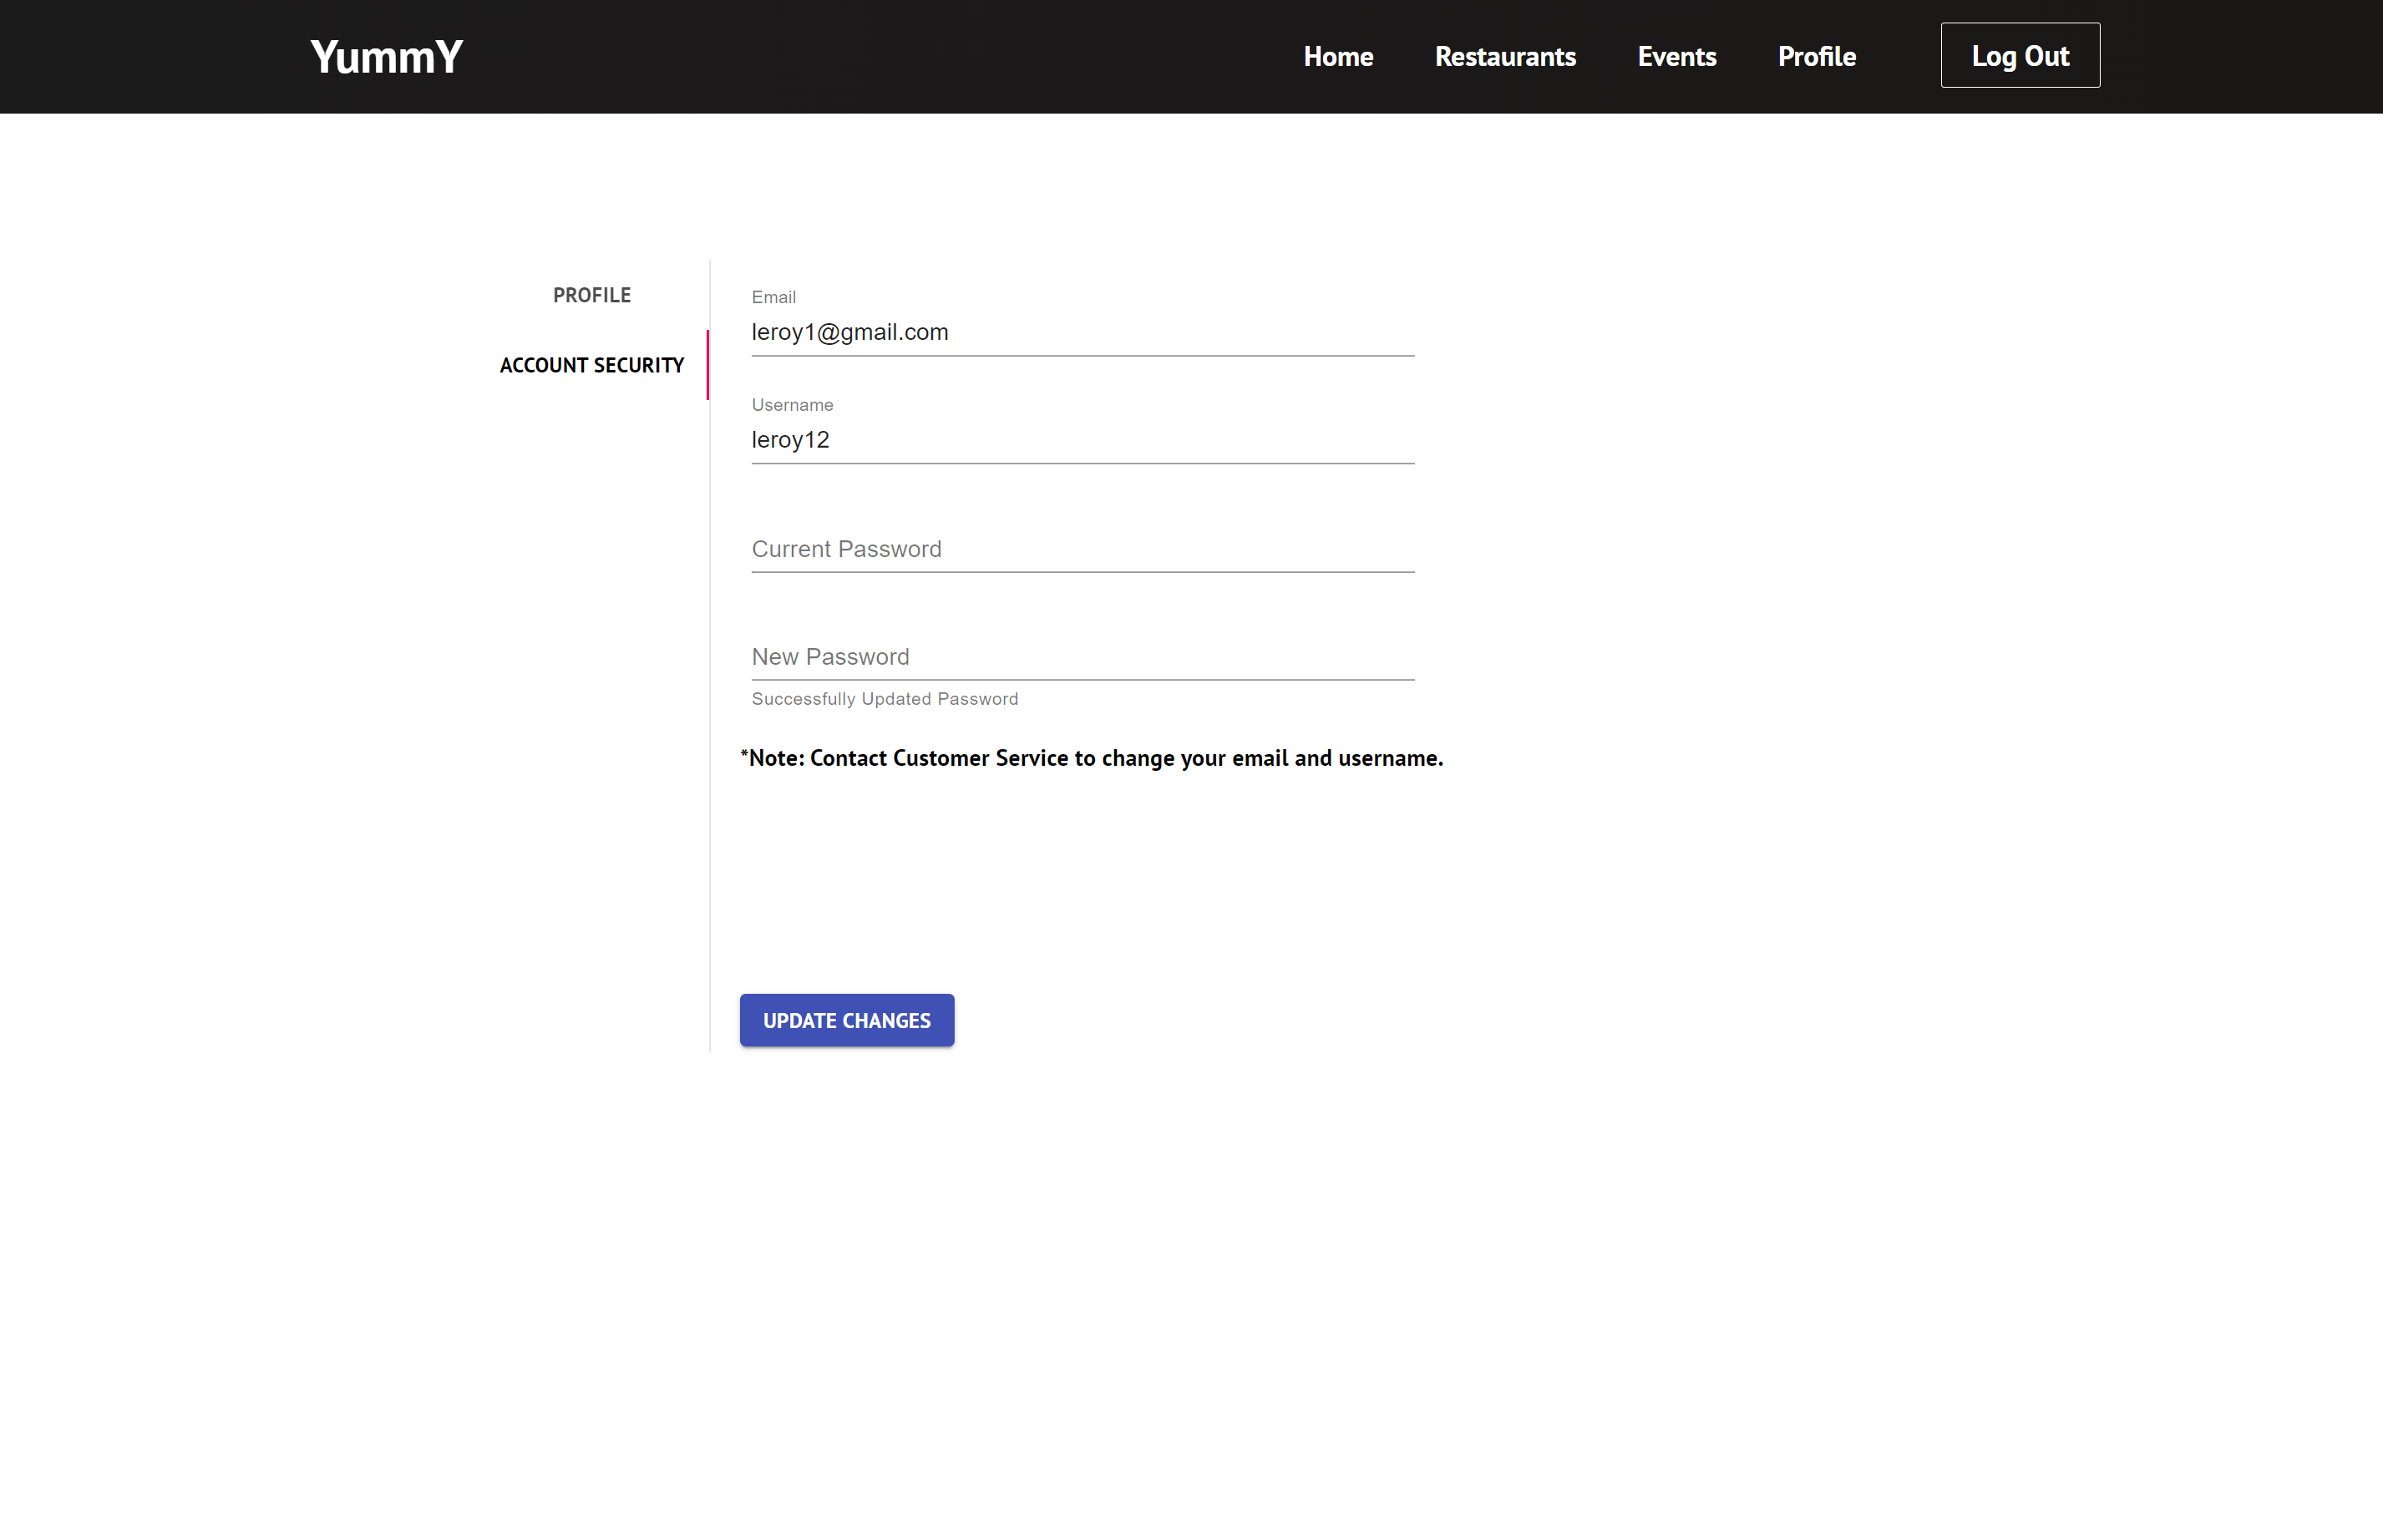 YummY
Home
Restaurants
Events
Profile
Log Out
PROFILE
ACCOUNT SECURITY
Email
leroy1@gmail.com
Username
leroy12
Current Password
New Password
Successfully Updated Password
*Note: Contact Customer Service to change your email and username.
UPDATE CHANGES